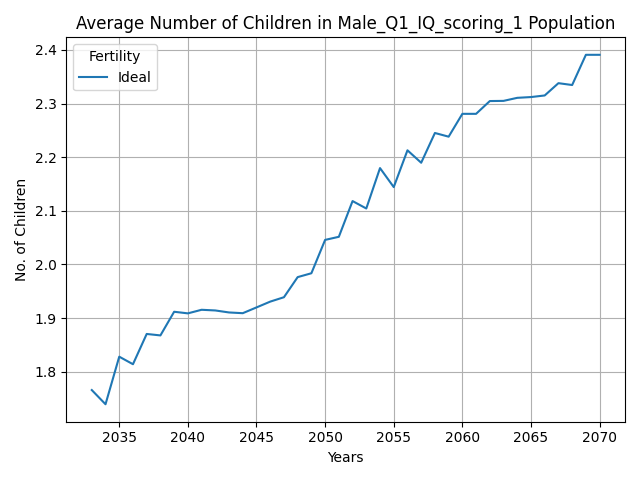 Average Number of Children in Male_Q1_IQ_scoring_1 Population
Fertility
Ideal
No. of Children
2.4
2.3
2.2
2.1
2.0
1.9
1.8
2035 2040 2045 2050 2055 2060 2065 2070
Years